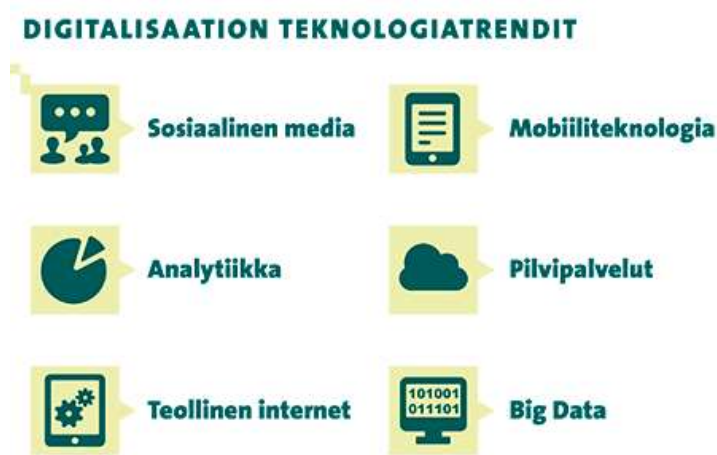 DIGITALISAATION TEKNOLOGIATRENDIT
Sosiaalinen media
Mobiiliteknologia
Analytiikka
Pilvipalvelut
Teollinen internet
101001
011101
Big Data